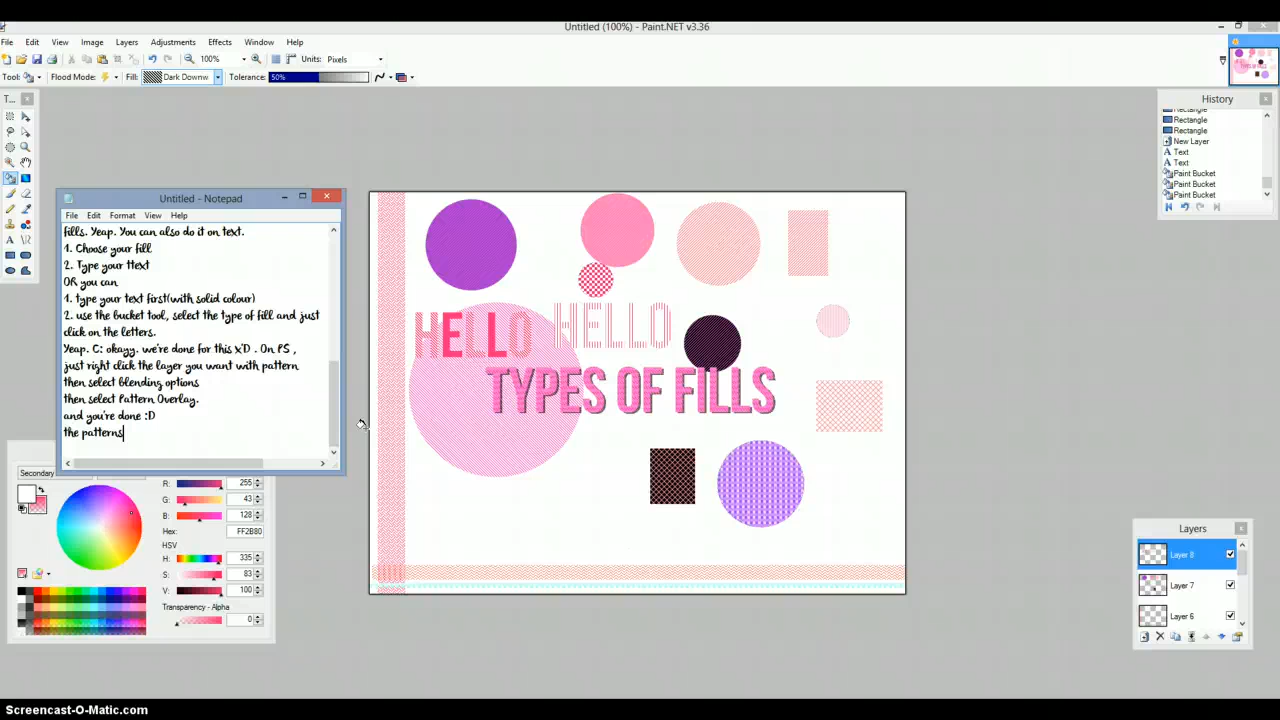 Untitled (100%) - Paint.NET v3.36
File Edit View Image Layers Adjustments Effects Window Help
100% Units: Pixels
Tool: Flood Mode: Fill: Dark Downw Tolerance: 50%
T...
History
Rectangle
Rectangle
Rectangle
New Layer
Text
Text
Paint Bucket
Paint Bucket
Paint Bucket
Untitled - Notepad
File Edit Format View Help
fills. Yeap. You can also do it on text.
1. Choose your fill
2. Type your tText
OR you can
1. type your text first(with solid colour)
2. use the bucket tool, select the type of fill and just
click on the letters.
Yeap. C: okayy. we're done for this x'D . On PS ,
just right click the layer you want with pattern
then select blending options
then select Pattern Overlay.
and you're done :D
the patterns
HELLO HELLO
TYPES OF FILLS
Secondary
R: 255
G: 43
B: 128
Hex: FF2B80
HSV
H: 335
S: 83
V: 100
Transparency - Alpha
0
Layers
Layer 8
Layer 7
Layer 6
Screencast-O-Matic.com